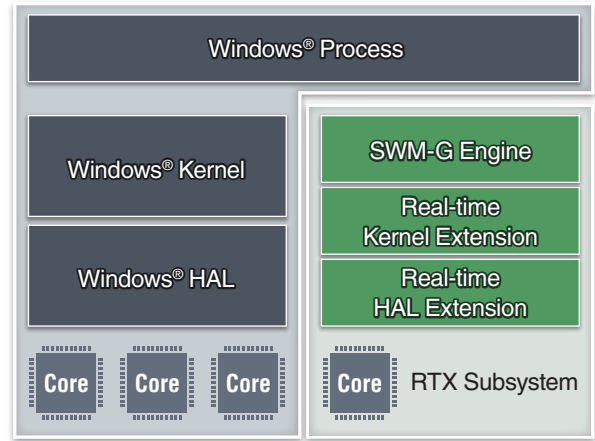 Windows® Process
Windows® Kernel
Windows® HAL
Core
Core
Core
SWM-G Engine
Real-time
Kernel Extension
Real-time
HAL Extension
Core
RTX Subsystem